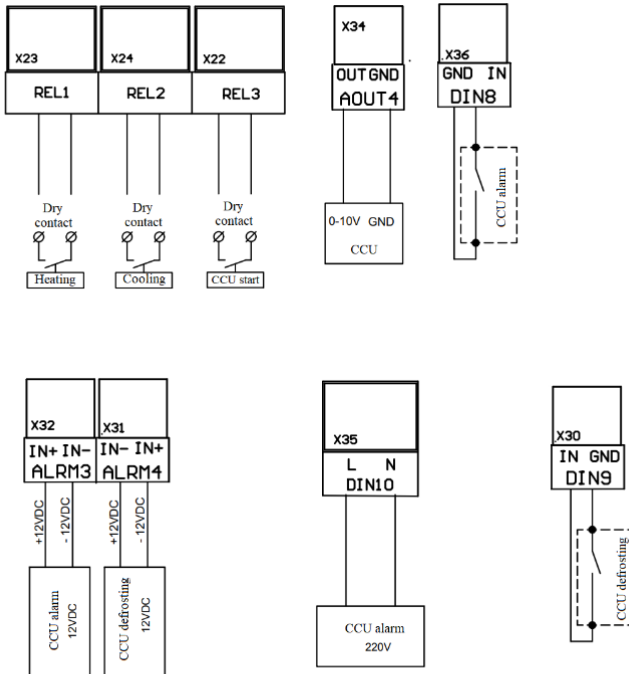 X23
REL1
Dry
contact
Heating
X24
REL2
Dry
contact
Cooling
X22
REL3
Dry
contact
CCU start
X34
OUT GND
AOUT4
0-10V GND
CCU
.X36
GND IN
DIN8
CCU alarm
X32
IN+ IN-
ALRM3
+12VDC
-12VDC
CCU alarm
12VDC
.X31
IN- IN+
ALRM4
+12VDC
-12VDC
CCU defrosting
12VDC
X35
L N
DIN10
CCU alarm
220V
.X30
IN GND
DIN9
CCU defrosting